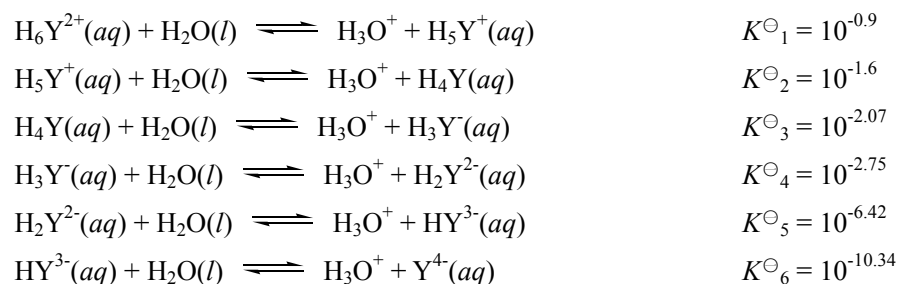 H₆Y²⁺(aq) + H₂O(l) ⇌ H₃O⁺ + H₅Y⁺(aq) K⊖₁ = 10⁻⁰·⁹
H₅Y⁺(aq) + H₂O(l) ⇌ H₃O⁺ + H₄Y(aq) K⊖₂ = 10⁻¹·⁶
H₄Y(aq) + H₂O(l) ⇌ H₃O⁺ + H₃Y⁻(aq) K⊖₃ = 10⁻²·⁰⁷
H₃Y⁻(aq) + H₂O(l) ⇌ H₃O⁺ + H₂Y²⁻(aq) K⊖₄ = 10⁻²·⁷⁵
H₂Y²⁻(aq) + H₂O(l) ⇌ H₃O⁺ + HY³⁻(aq) K⊖₅ = 10⁻⁶·⁴²
HY³⁻(aq) + H₂O(l) ⇌ H₃O⁺ + Y⁴⁻(aq) K⊖₆ = 10⁻¹⁰·³⁴